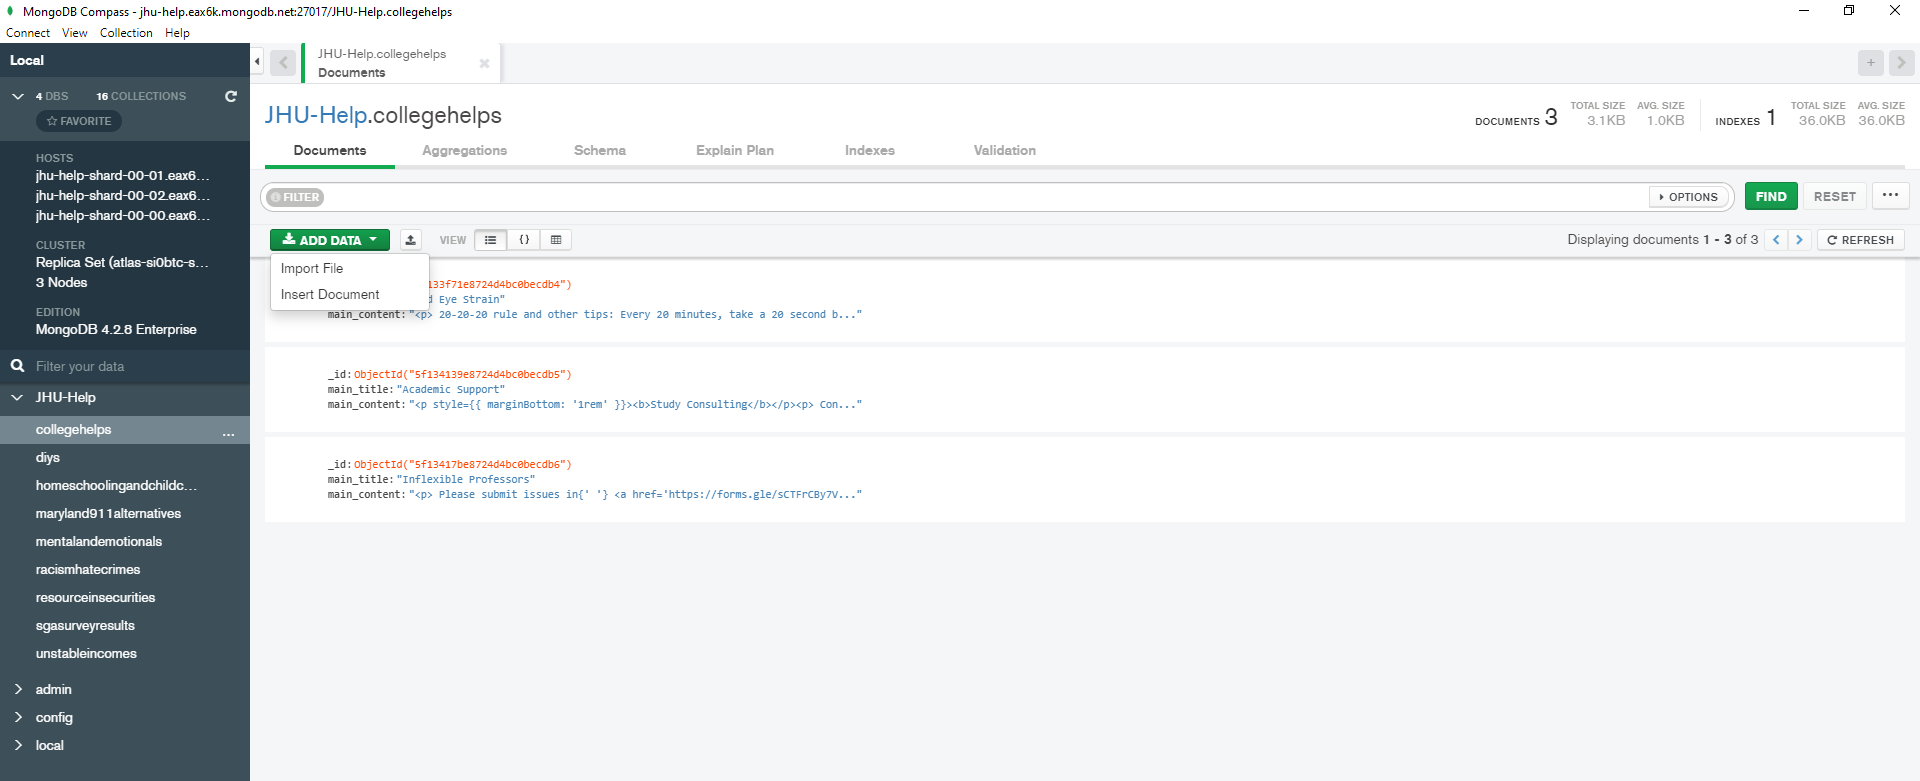 MongoDB Compass - jhu-help.eax6k.mongodb.net:27017/JHU-Help.collegehelps
Connect View Collection Help
Local
4 DBS 16 COLLECTIONS
FAVORITE
HOSTS
jhu-help-shard-00-01.eax6...
jhu-help-shard-00-02.eax6...
jhu-help-shard-00-00.eax6...
CLUSTER
Replica Set (atlas-si0btc-s...
3 Nodes
EDITION
MongoDB 4.2.8 Enterprise
Filter your data
JHU-Help
collegehelps ...
diys
homeschoolingandchildc...
maryland911alternatives
mentalandemotionals
racismhatecrimes
resourceinsecurities
sgasurveyresults
unstableincomes
admin
config
local
JHU-Help.collegehelps
Documents
JHU-Help.collegehelps
DOCUMENTS 3 TOTAL SIZE 3.1KB AVG. SIZE 1.0KB INDEXES 1 TOTAL SIZE 36.0KB AVG. SIZE 36.0KB
Documents Aggregations Schema Explain Plan Indexes Validation
FILTER OPTIONS FIND RESET ...
ADD DATA VIEW {} Displaying documents 1 - 3 of 3 REFRESH
Import File
Insert Document
133f71e8724d4bc0becdb4")
d Eye Strain"
main_content: "<p> 20-20-20 rule and other tips: Every 20 minutes, take a 20 second b..."
_id: ObjectId("5f134139e8724d4bc0becdb5")
main_title: "Academic Support"
main_content: "<p style={{ marginBottom: '1rem' }}><b>Study Consulting</b></p><p> Con..."
_id: ObjectId("5f13417be8724d4bc0becdb6")
main_title: "Inflexible Professors"
main_content: "<p> Please submit issues in{' '} <a href='https://forms.gle/sCTFrCBy7V..."